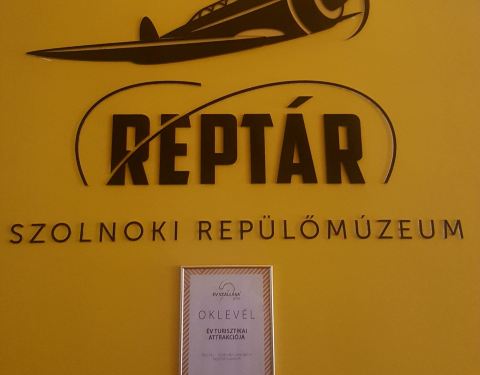 REPTÁR
SZOLNOKI REPÜLŐMÚZEUM
ÉV SZÁLLÁSA
OKLEVÉL
ÉV TURISZTIKAI
ATTRAKCIÓJA